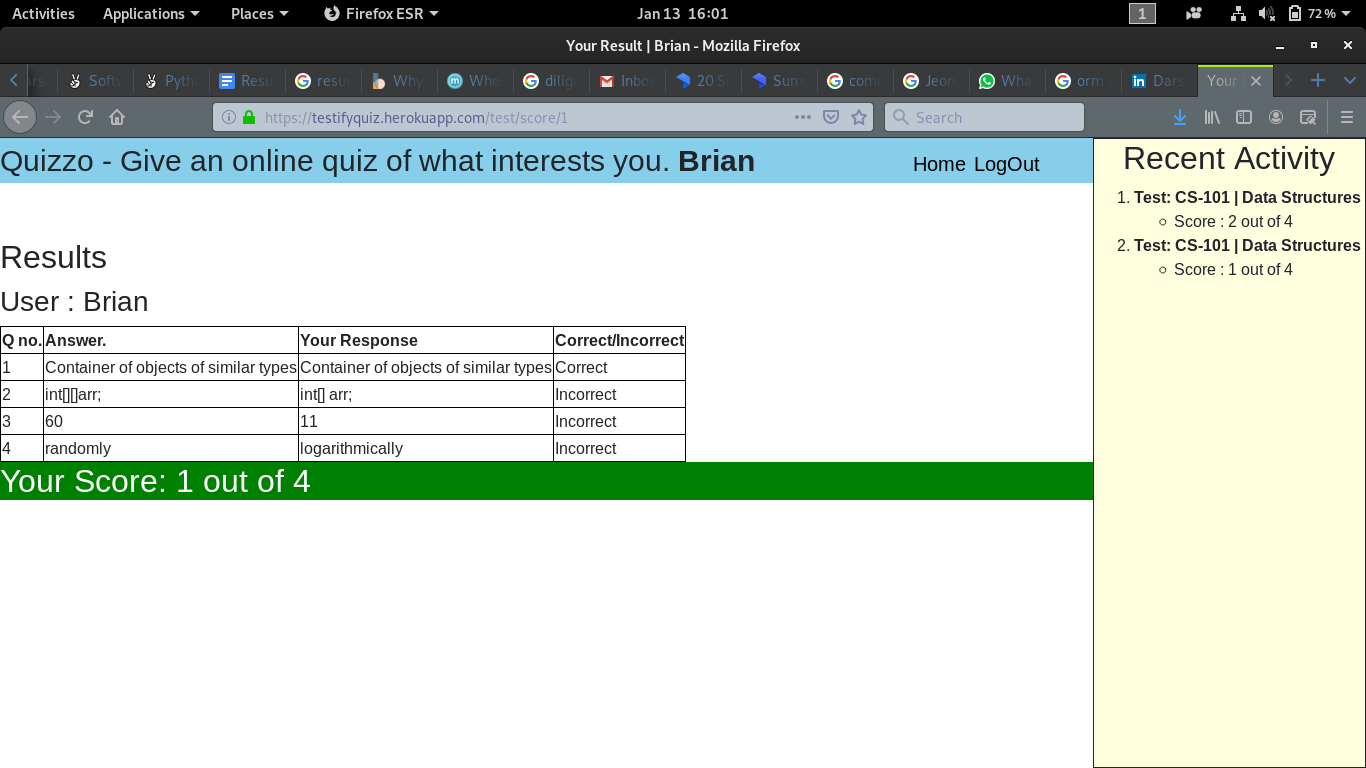 Activities Applications Places Firefox ESR Jan 13 16:01 1 72 %
Your Result | Brian - Mozilla Firefox
Softw Pyth Resu resu Why Whe dilig Inbo 20 S Sum com Jeon Wha orm Dars Your
https://testifyquiz.herokuapp.com/test/score/1 Search
Quizzo - Give an online quiz of what interests you. Brian Home LogOut
Results
User : Brian
Q no. Answer. Your Response Correct/Incorrect
1 Container of objects of similar types Container of objects of similar types Correct
2 int[][]arr; int[] arr; Incorrect
3 60 11 Incorrect
4 randomly logarithmically Incorrect
Your Score: 1 out of 4
Recent Activity
1. Test: CS-101 | Data Structures
Score : 2 out of 4
2. Test: CS-101 | Data Structures
Score : 1 out of 4